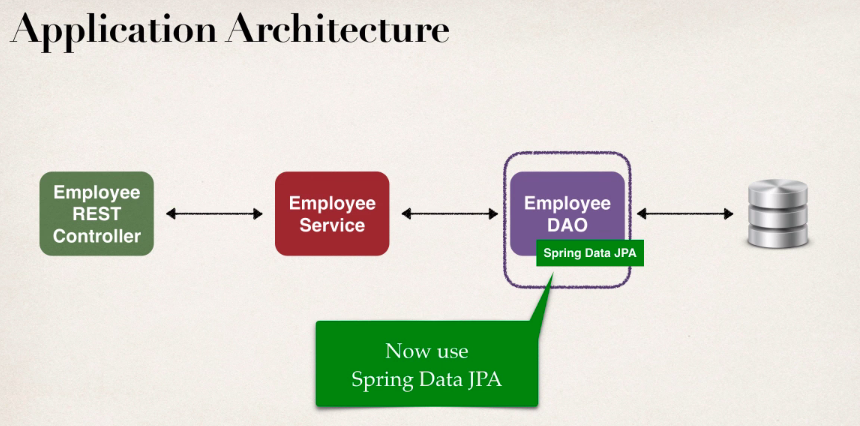 Application Architecture
Employee
REST
Controller
Employee
Service
Employee
DAO
Spring Data JPA
Now use
Spring Data JPA